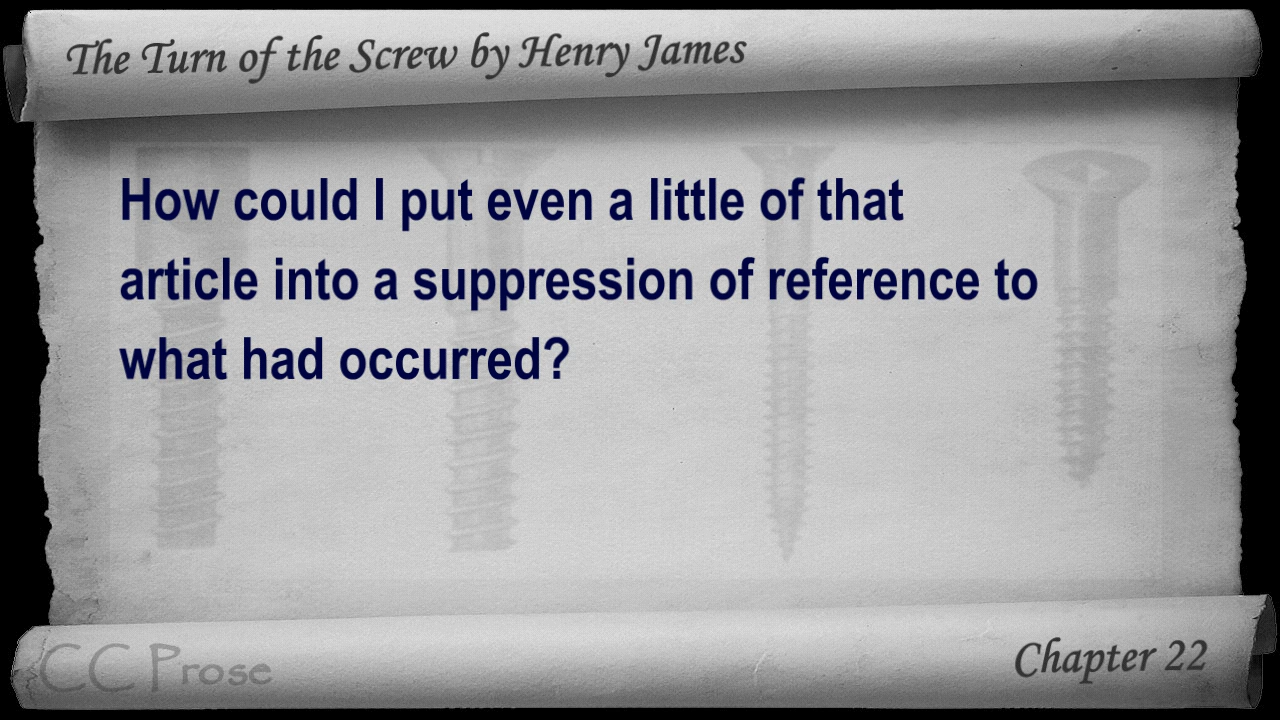 The Turn of the Screw by Henry James
How could I put even a little of that
article into a suppression of reference to
what had occurred?
CC Prose
Chapter 22